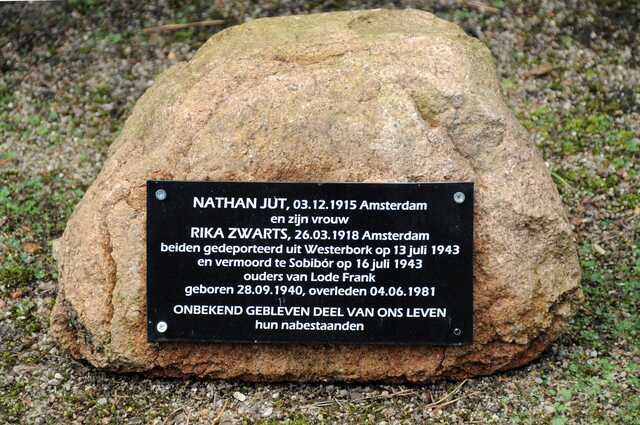 NATHAN JUT, 03.12.1915 Amsterdam
en zijn vrouw
RIKA ZWARTS, 26.03.1918 Amsterdam
beiden gedeporteerd uit Westerbork op 13 juli 1943
en vermoord te Sobibór op 16 juli 1943
ouders van Lode Frank
geboren 28.09.1940, overleden 04.06.1981
ONBEKEND GEBLEVEN DEEL VAN ONS LEVEN
hun nabestaanden